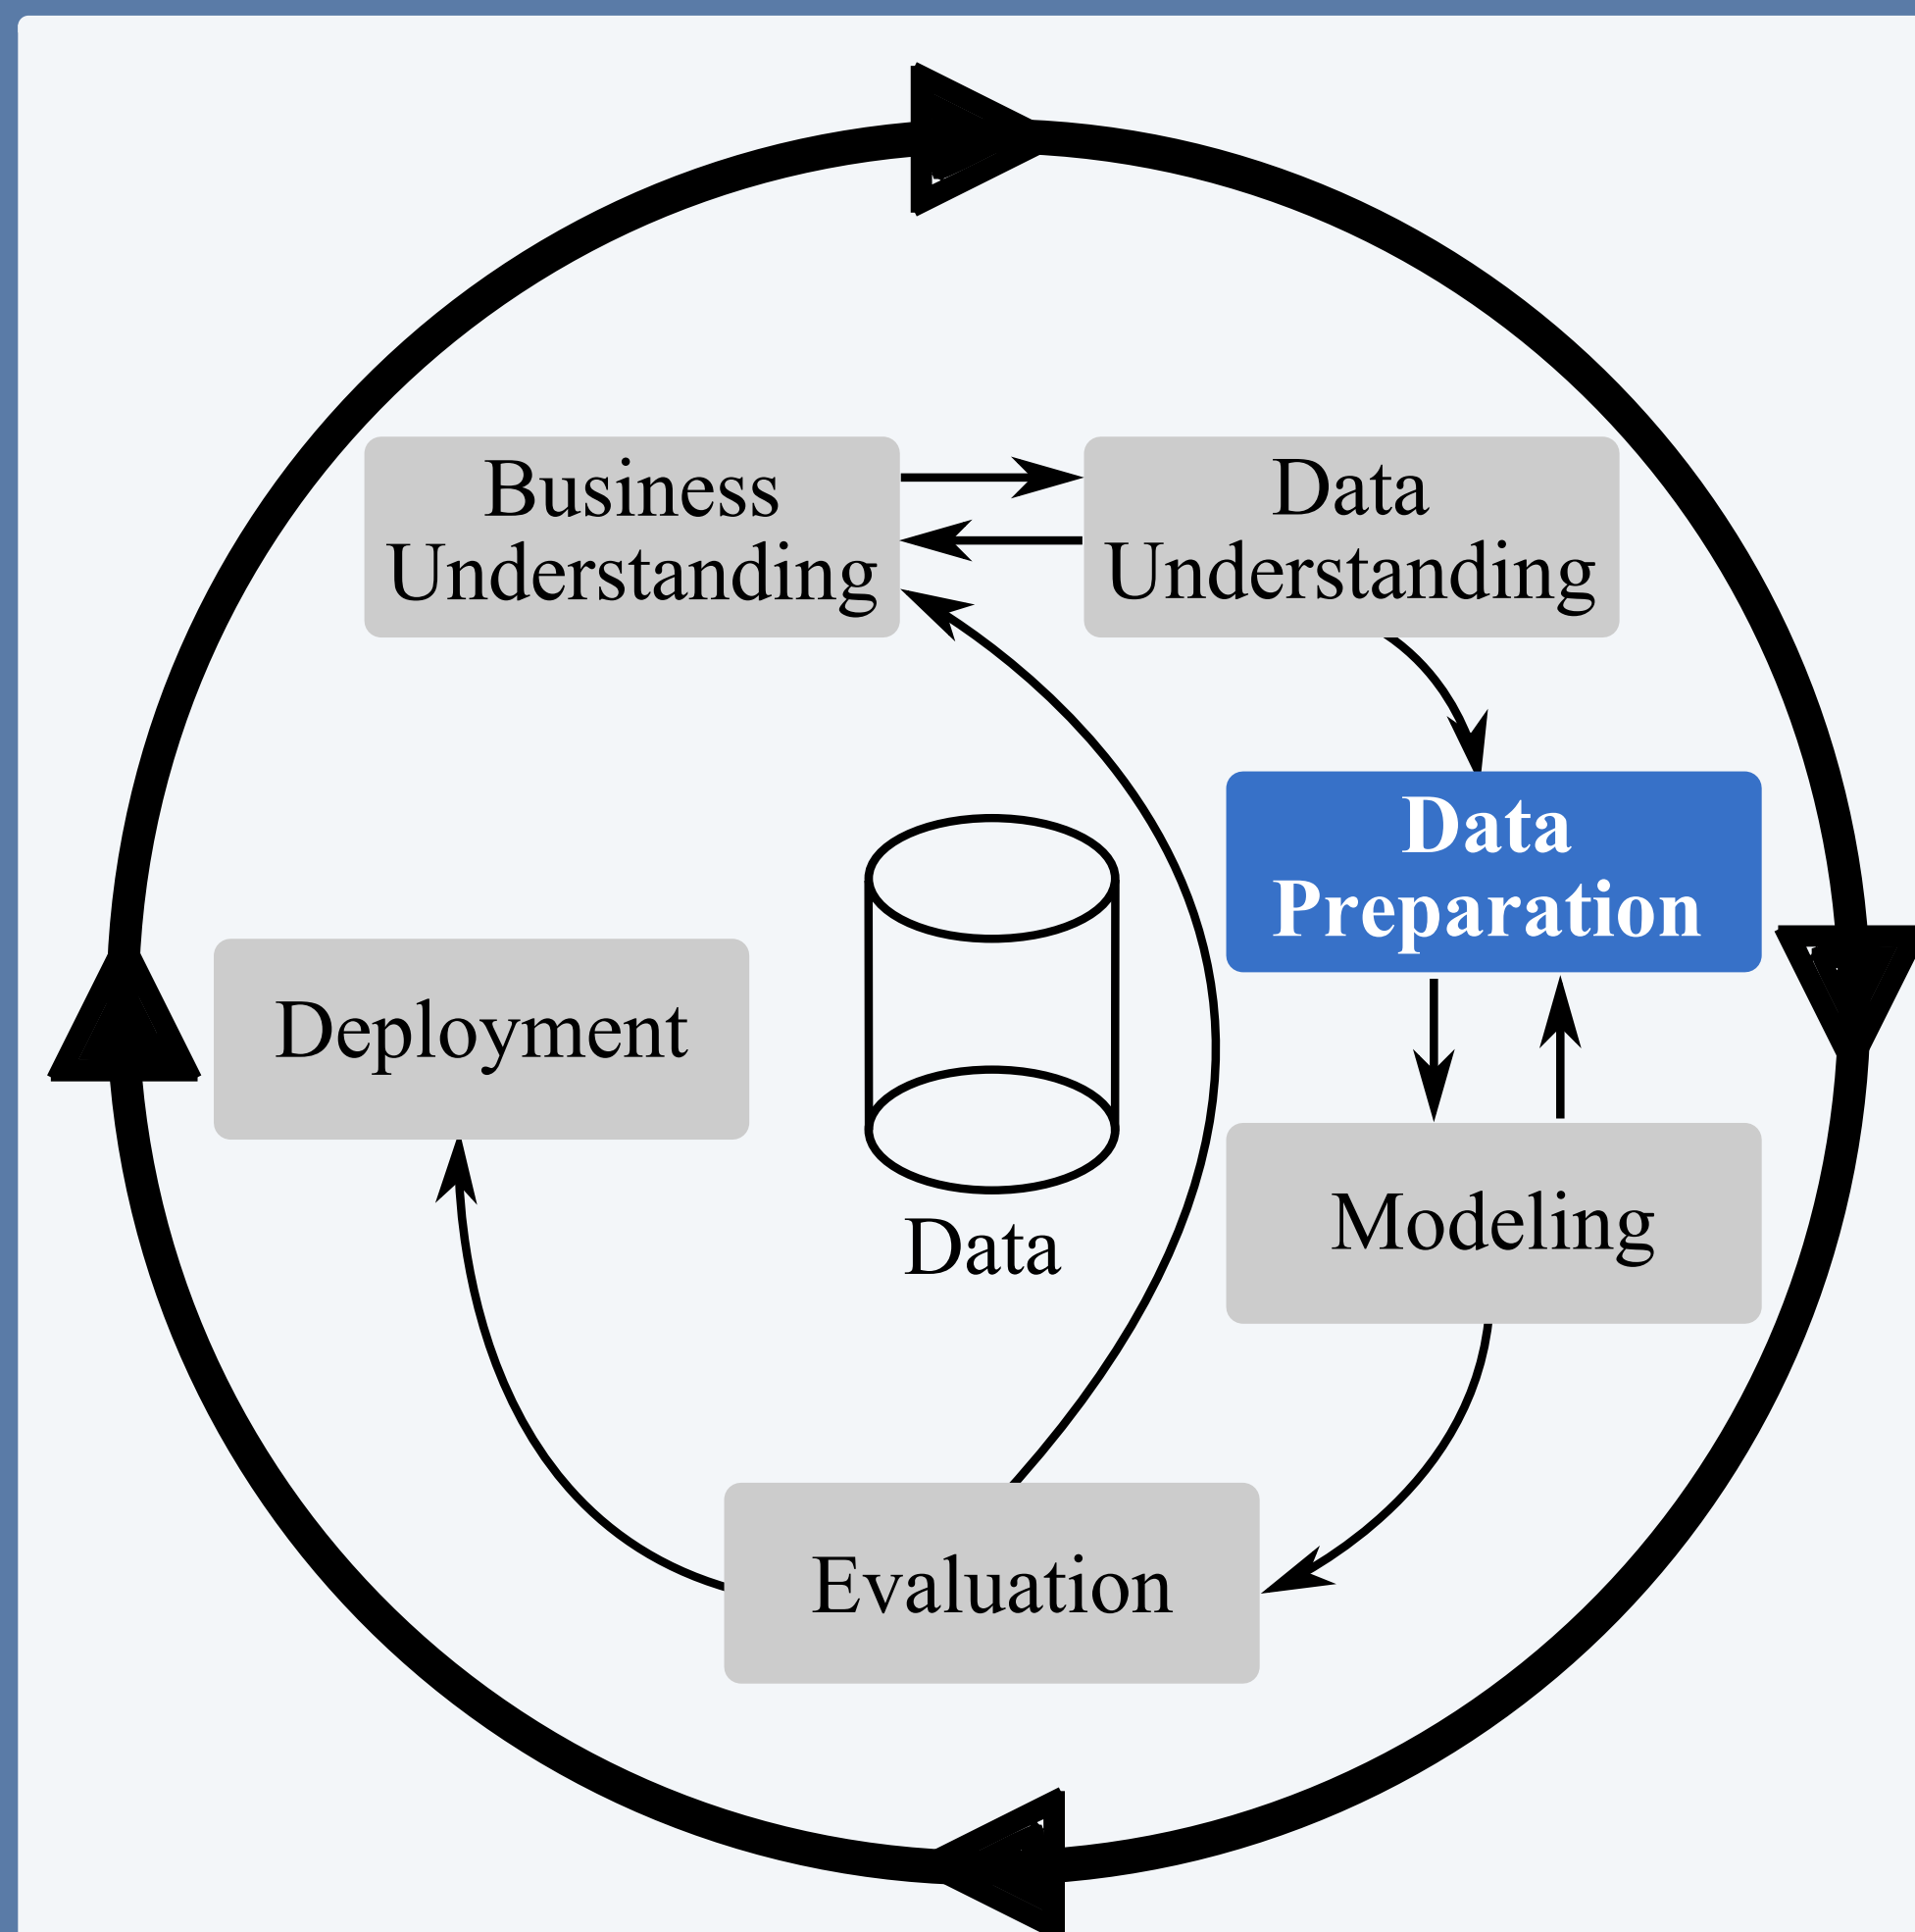 Business
Understanding
Data
Understanding
Data
Preparation
Deployment
Data
Modeling
Evaluation